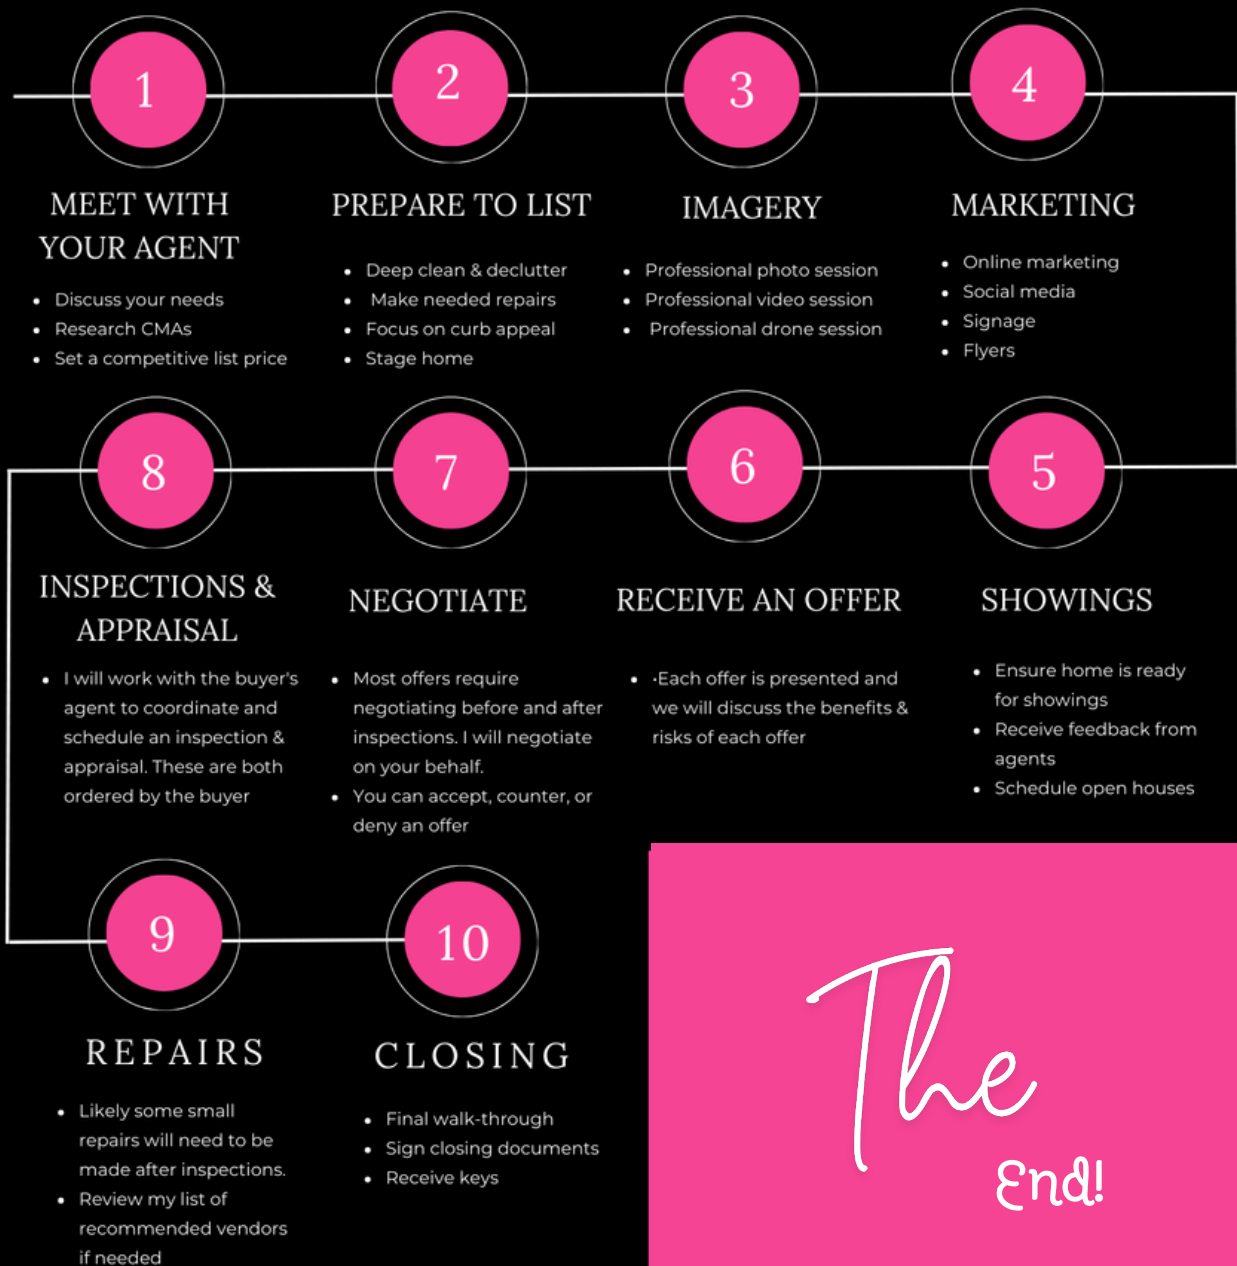 1
MEET WITH
YOUR AGENT
• Discuss your needs
• Research CMAs
• Set a competitive list price
2
PREPARE TO LIST
• Deep clean & declutter
• Make needed repairs
• Focus on curb appeal
• Stage home
3
IMAGERY
• Professional photo session
• Professional video session
• Professional drone session
4
MARKETING
• Online marketing
• Social media
• Signage
• Flyers
5
SHOWINGS
• Ensure home is ready
for showings
• Receive feedback from
agents
• Schedule open houses
6
RECEIVE AN OFFER
• ·Each offer is presented and
we will discuss the benefits &
risks of each offer
7
NEGOTIATE
• Most offers require
negotiating before and after
inspections. I will negotiate
on your behalf.
• You can accept, counter, or
deny an offer
8
INSPECTIONS &
APPRAISAL
• I will work with the buyer's
agent to coordinate and
schedule an inspection &
appraisal. These are both
ordered by the buyer
9
REPAIRS
• Likely some small
repairs will need to be
made after inspections.
• Review my list of
recommended vendors
if needed
10
CLOSING
• Final walk-through
• Sign closing documents
• Receive keys
The
End!